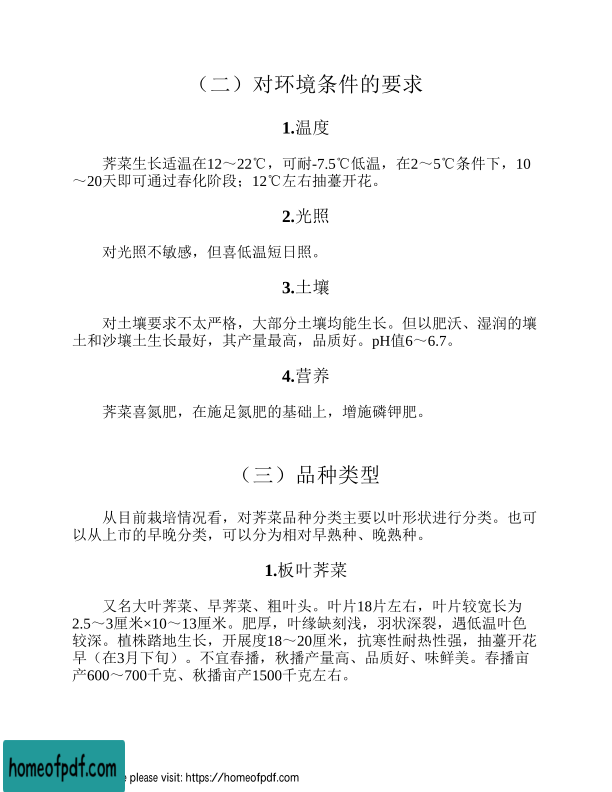 （二）对环境条件的要求
1.温度
荠菜生长适温在12～22℃，可耐-7.5℃低温，在2～5℃条件下，10
～20天即可通过春化阶段；12℃左右抽薹开花。
2.光照
对光照不敏感，但喜低温短日照。
3.土壤
对土壤要求不太严格，大部分土壤均能生长。但以肥沃、湿润的壤
土和沙壤土生长最好，其产量最高，品质好。pH值6～6.7。
4.营养
荠菜喜氮肥，在施足氮肥的基础上，增施磷钾肥。
（三）品种类型
从目前栽培情况看，对荠菜品种分类主要以叶形状进行分类。也可
以从上市的早晚分类，可以分为相对早熟种、晚熟种。
1.板叶荠菜
又名大叶荠菜、早荠菜、粗叶头。叶片18片左右，叶片较宽长为
2.5～3厘米×10～13厘米。肥厚，叶缘缺刻浅，羽状深裂，遇低温叶色
较深。植株踏地生长，开展度18～20厘米，抗寒性耐热性强，抽薹开花
早（在3月下旬）。不宜春播，秋播产量高、品质好、味鲜美。春播亩
产600～700千克、秋播亩产1500千克左右。
homeofpdf.com
please visit: https://homeofpdf.com